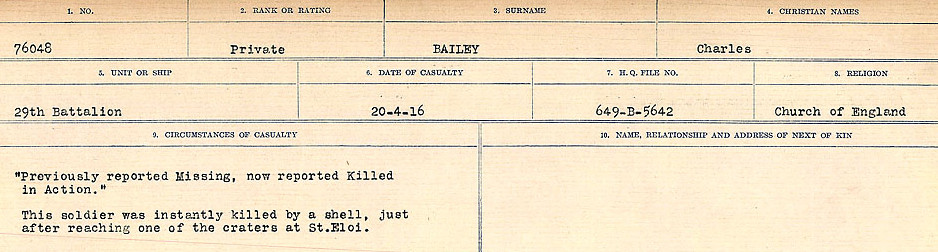 1. NO.
2. RANK OR RATING
3. SURNAME
4. CHRISTIAN NAMES
76048
Private
BAILEY
Charles
5. UNIT OR SHIP
6. DATE OF CASUALTY
7. H.Q. FILE NO.
8. RELIGION
29th Battalion
20-4-16
649-B-5642
Church of England
9. CIRCUMSTANCES OF CASUALTY
10. NAME, RELATIONSHIP AND ADDRESS OF NEXT OF KIN
"Previously reported Missing, now reported Killed
in Action."
This soldier was instantly killed by a shell, just
after reaching one of the craters at St.Eloi.